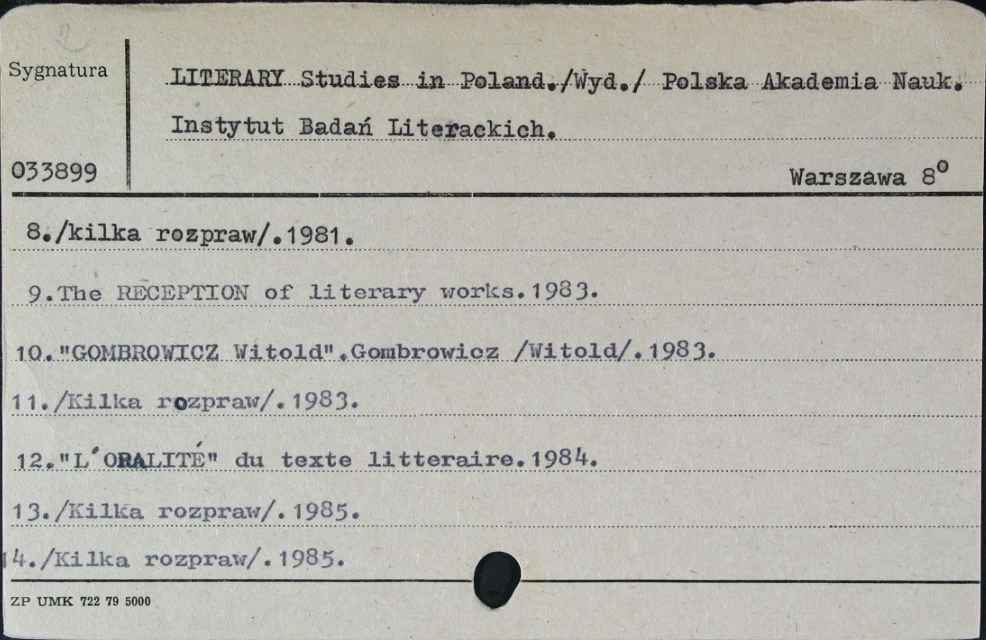 Sygnatura
LITERARY Studies in Poland./Wyd./ Polska Akademia Nauk.
Instytut Badań Literackich.
033899
Warszawa 8°
8./kilka rozpraw/.1981.
9.The RECEPTION of literary works.1983.
10."GOMBROWICZ Witold".Gombrowicz /Witold/.1983.
11./Kilka rozpraw/.1983.
12."L'ORALITÉ" du texte litteraire.1984.
13./Kilka rozpraw/.1985.
14./Kilka rozpraw/.1985.
ZP UMK 722 79 5000